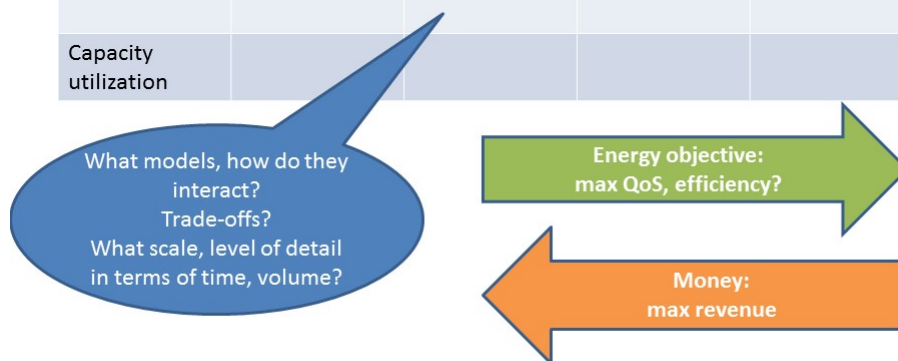 Capacity
utilization
What models, how do they
interact?
Trade-offs?
What scale, level of detail
in terms of time, volume?
Energy objective:
max QoS, efficiency?
Money:
max revenue